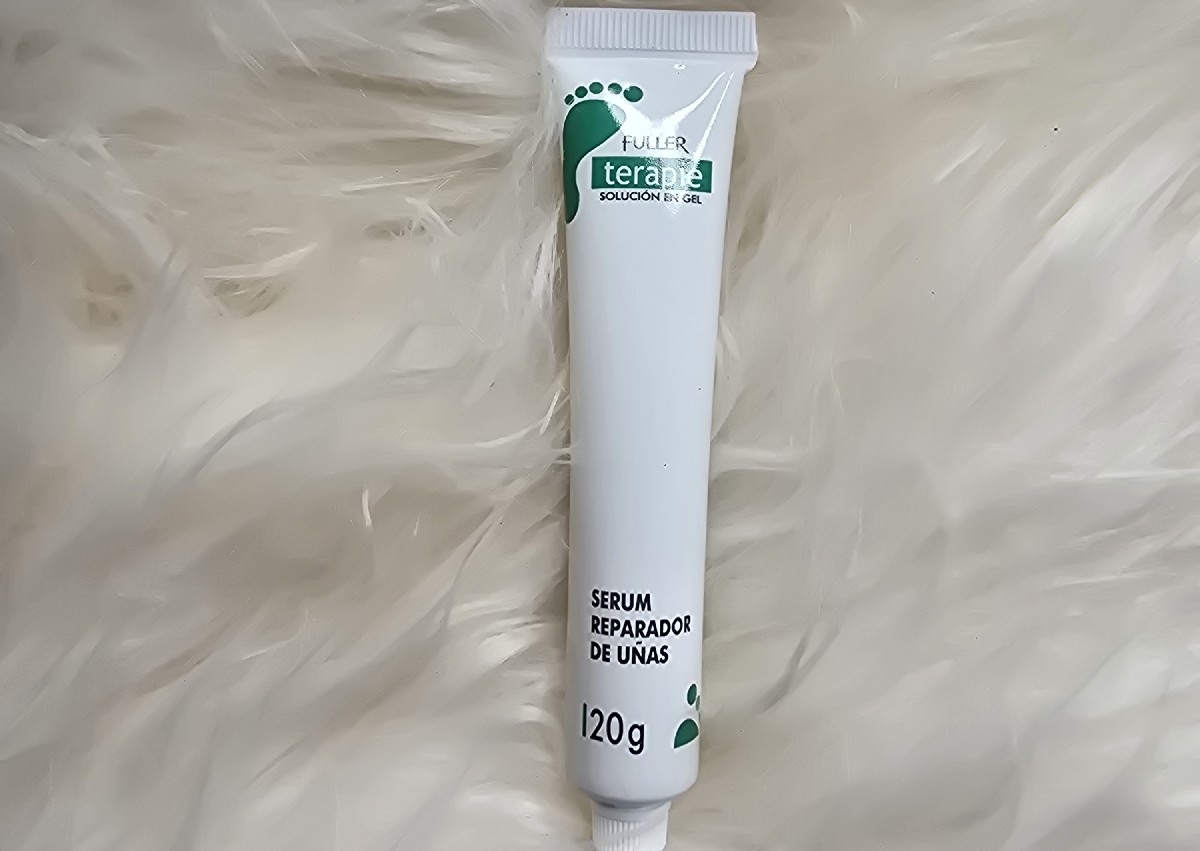 FULLER
terapie
SOLUCIÓN EN GEL
SERUM
REPARADOR
DE UÑAS
120g